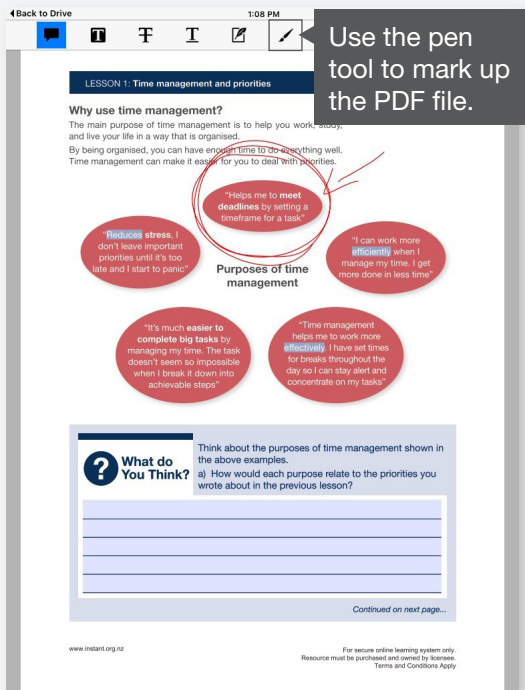 Back to Drive
1:08 PM
T T T
Use the pen
tool to mark up
the PDF file.
LESSON 1: Time management and priorities
Why use time management?
The main purpose of time management is to help you work, study,
and live your life in a way that is organised.
By being organised, you can have enough time to do everything well.
Time management can make it easier for you to deal with priorities.
"Helps me to meet
deadlines by setting a
timeframe for a task"
"Reduces stress, I
don't leave important
priorities until it's too
late and I start to panic"
"I can work more
efficiently when I
manage my time. I get
more done in less time"
Purposes of time
management
"It's much easier to
complete big tasks by
managing my time. The task
doesn't seem so impossible
when I break it down into
achievable steps"
"Time management
helps me to work more
effectively. I have set times
for breaks throughout the
day so I can stay alert and
concentrate on my tasks"
?
What do
You Think?
Think about the purposes of time management shown in
the above examples.
a) How would each purpose relate to the priorities you
wrote about in the previous lesson?
Continued on next page...
www.instant.org.nz
For secure online learning system only.
Resource must be purchased and owned by licensee.
Terms and Conditions Apply